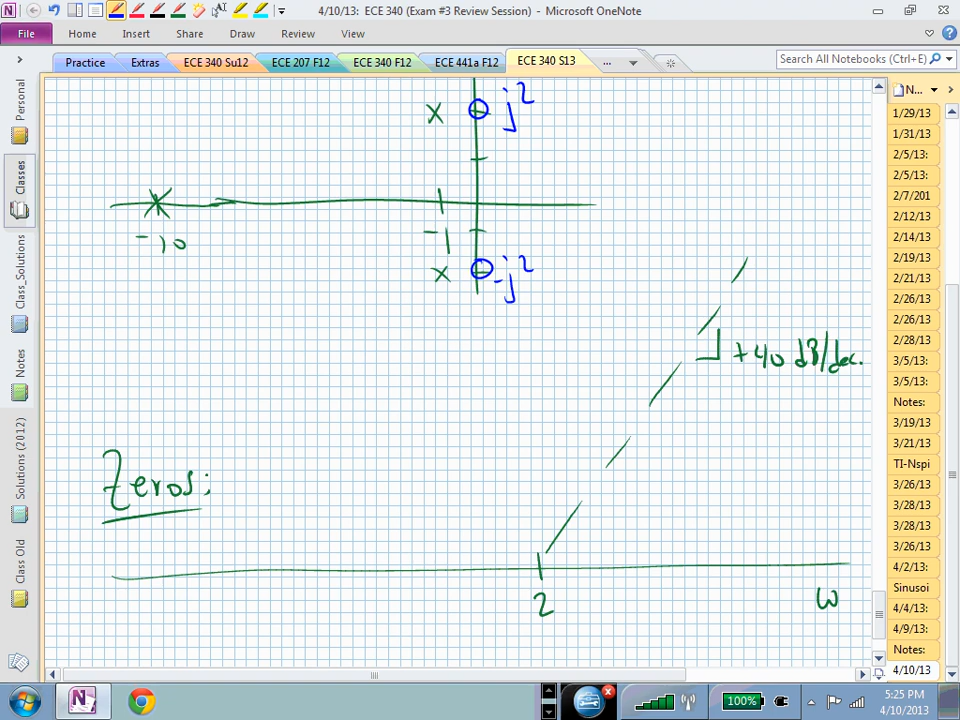 4/10/13: ECE 340 (Exam #3 Review Session) - Microsoft OneNote
File Home Insert Share Draw Review View
Practice Extras ECE 340 Su12 ECE 207 F12 ECE 340 F12 ECE 441a F12 ECE 340 S13 ...
Search All Notebooks (Ctrl+E)
N...
Personal
Classes
Class_Solutions
Notes
Solutions (2012)
Class Old
x j2
-10
-1
x -j2
+40 dB/dec.
Zeros:
2
ω
1/29/13
1/31/13
2/5/13:
2/5/13:
2/7/201
2/12/13
2/14/13
2/19/13
2/21/13
2/26/13
2/26/13
2/28/13
3/5/13:
3/5/13:
Notes:
3/19/13
3/21/13
TI-Nspi
3/26/13
3/28/13
3/28/13
3/26/13
4/2/13:
Sinusoi
4/4/13:
4/9/13:
Notes:
4/10/13
100%
5:25 PM
4/10/2013